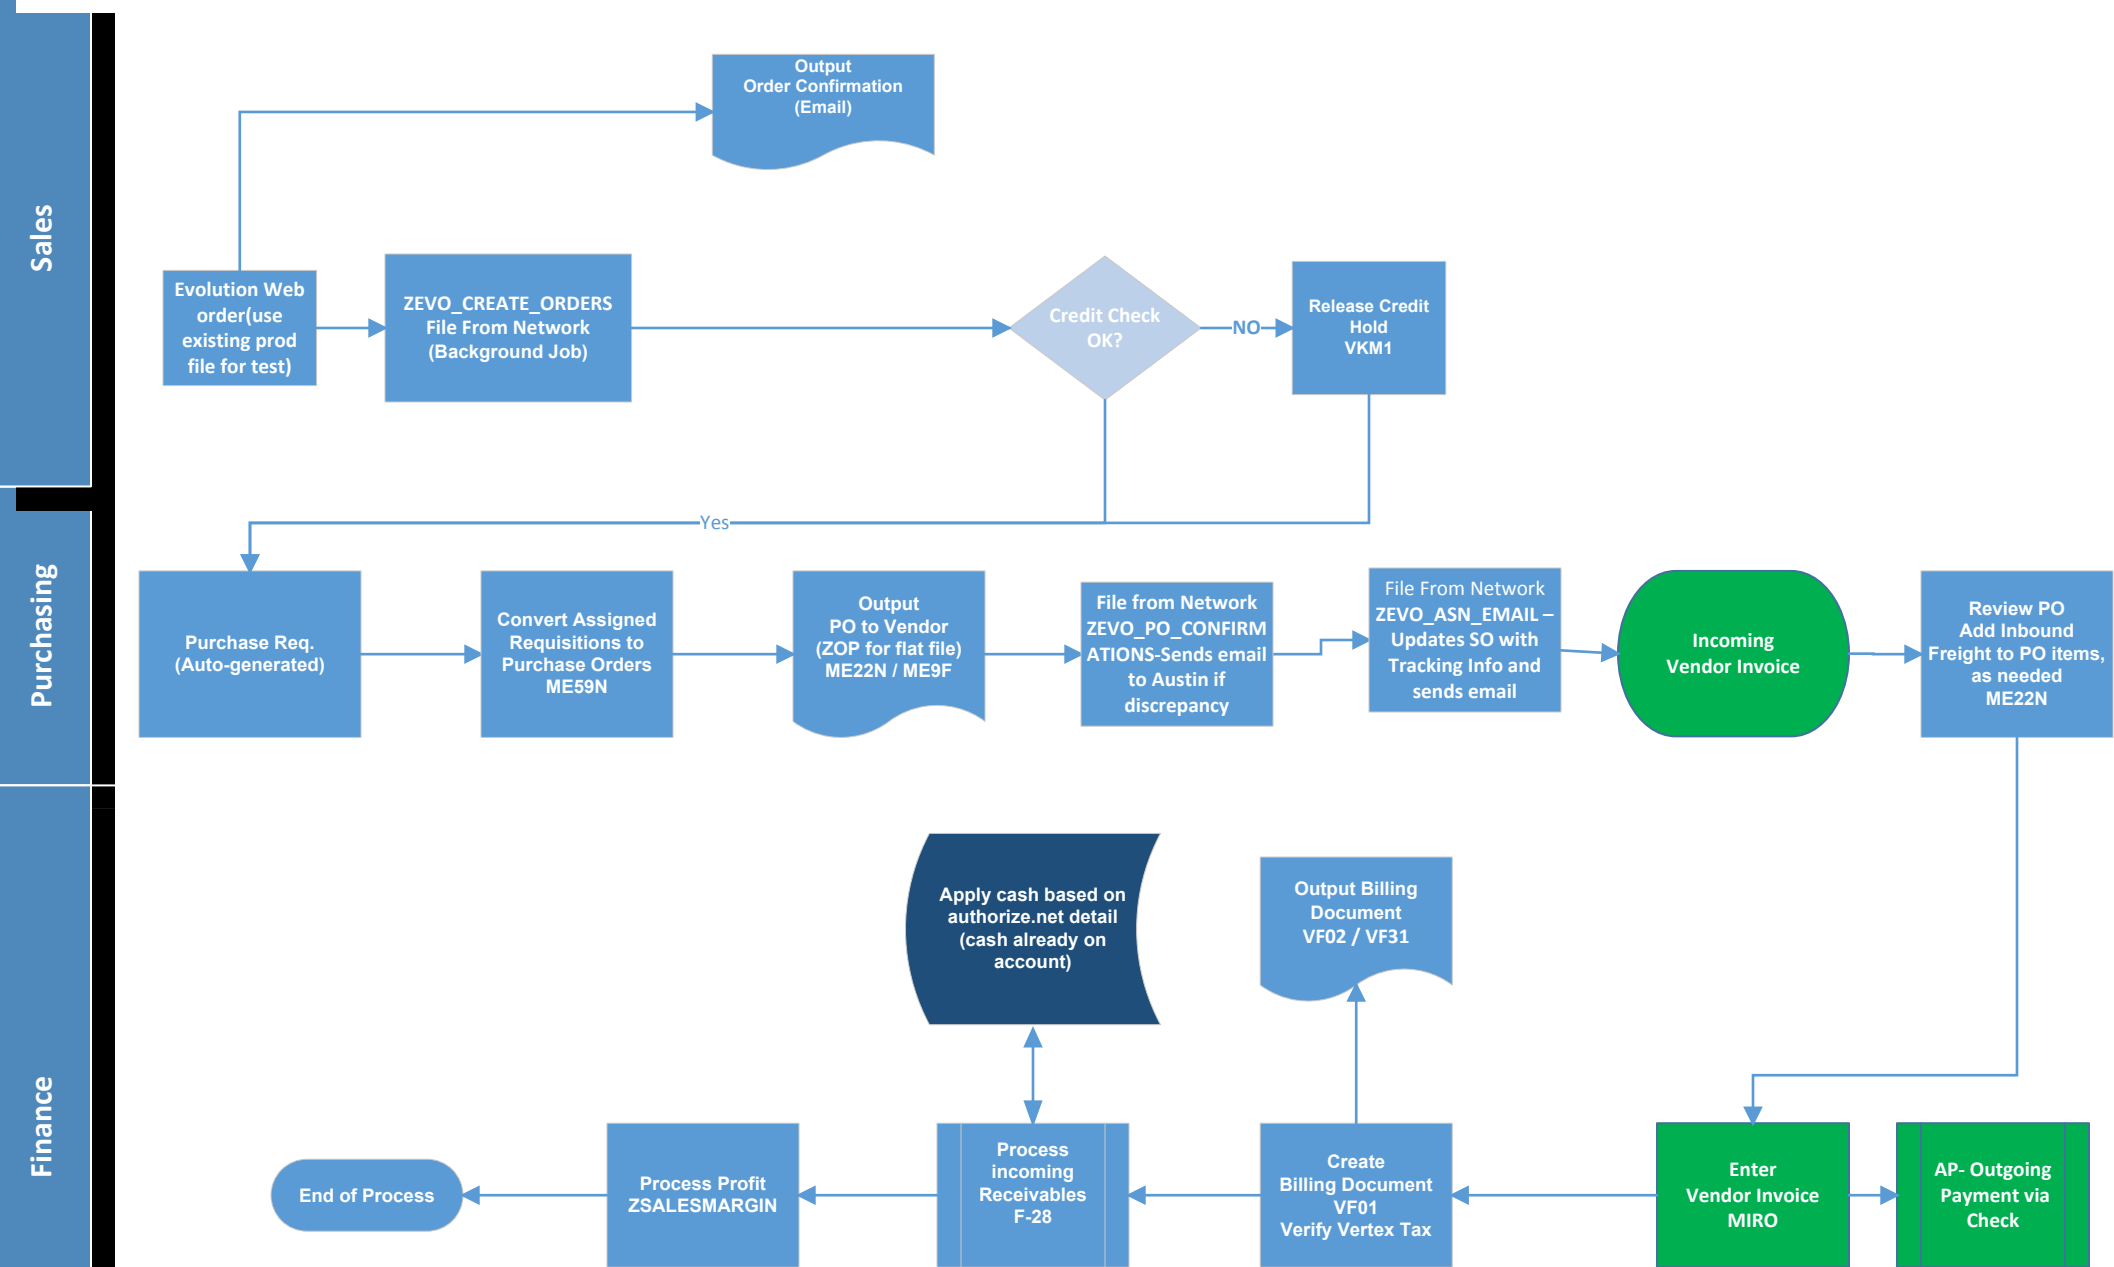 Sales
Output
Order Confirmation
(Email)
Evolution Web
order(use
existing prod
file for test)
ZEVO_CREATE_ORDERS
File From Network
(Background Job)
Credit Check
OK?
NO
Release Credit
Hold
VKM1
Yes
Purchasing
Purchase Req.
(Auto-generated)
Convert Assigned
Requisitions to
Purchase Orders
ME59N
Output
PO to Vendor
(ZOP for flat file)
ME22N / ME9F
File from Network
ZEVO_PO_CONFIRM
ATIONS-Sends email
to Austin if
discrepancy
File From Network
ZEVO_ASN_EMAIL –
Updates SO with
Tracking Info and
sends email
Incoming
Vendor Invoice
Review PO
Add Inbound
Freight to PO items,
as needed
ME22N
Finance
Apply cash based on
authorize.net detail
(cash already on
account)
Output Billing
Document
VF02 / VF31
End of Process
Process Profit
ZSALESMARGIN
Process
incoming
Receivables
F-28
Create
Billing Document
VF01
Verify Vertex Tax
Enter
Vendor Invoice
MIRO
AP- Outgoing
Payment via
Check